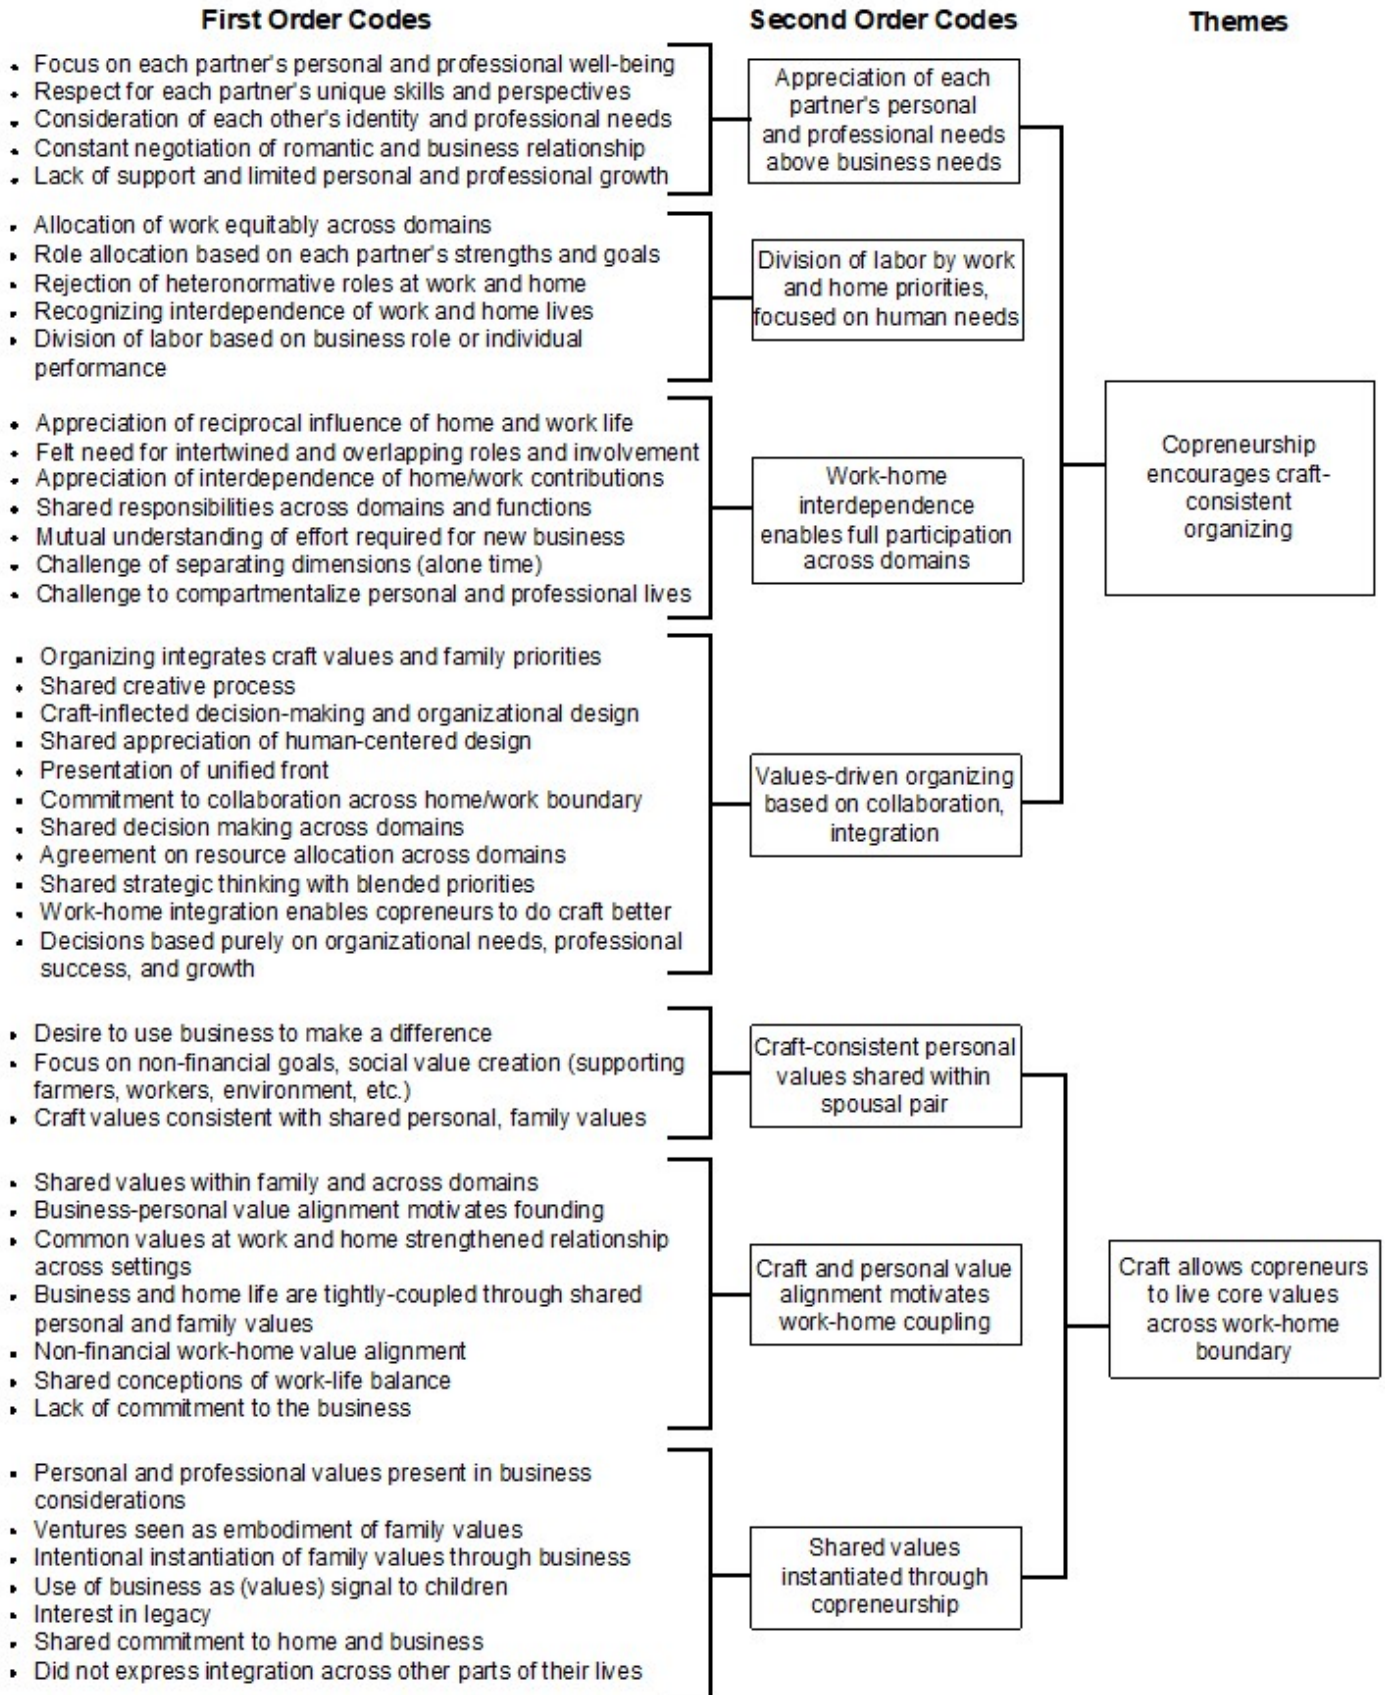 First Order Codes
Second Order Codes
Themes
• Focus on each partner's personal and professional well-being
• Respect for each partner's unique skills and perspectives
• Consideration of each other's identity and professional needs
• Constant negotiation of romantic and business relationship
• Lack of support and limited personal and professional growth
Appreciation of each
partner's personal
and professional needs
above business needs
• Allocation of work equitably across domains
• Role allocation based on each partner's strengths and goals
• Rejection of heteronormative roles at work and home
• Recognizing interdependence of work and home lives
• Division of labor based on business role or individual
performance
Division of labor by work
and home priorities,
focused on human needs
• Appreciation of reciprocal influence of home and work life
• Felt need for intertwined and overlapping roles and involvement
• Appreciation of interdependence of home/work contributions
• Shared responsibilities across domains and functions
• Mutual understanding of effort required for new business
• Challenge of separating dimensions (alone time)
• Challenge to compartmentalize personal and professional lives
Work-home
interdependence
enables full participation
across domains
• Organizing integrates craft values and family priorities
• Shared creative process
• Craft-inflected decision-making and organizational design
• Shared appreciation of human-centered design
• Presentation of unified front
• Commitment to collaboration across home/work boundary
• Shared decision making across domains
• Agreement on resource allocation across domains
• Shared strategic thinking with blended priorities
• Work-home integration enables copreneurs to do craft better
• Decisions based purely on organizational needs, professional
success, and growth
Values-driven organizing
based on collaboration,
integration
Copreneurship
encourages craft-
consistent
organizing
• Desire to use business to make a difference
• Focus on non-financial goals, social value creation (supporting
farmers, workers, environment, etc.)
• Craft values consistent with shared personal, family values
Craft-consistent personal
values shared within
spousal pair
• Shared values within family and across domains
• Business-personal value alignment motivates founding
• Common values at work and home strengthened relationship
across settings
• Business and home life are tightly-coupled through shared
personal and family values
• Non-financial work-home value alignment
• Shared conceptions of work-life balance
• Lack of commitment to the business
Craft and personal value
alignment motivates
work-home coupling
• Personal and professional values present in business
considerations
• Ventures seen as embodiment of family values
• Intentional instantiation of family values through business
• Use of business as (values) signal to children
• Interest in legacy
• Shared commitment to home and business
• Did not express integration across other parts of their lives
Shared values
instantiated through
copreneurship
Craft allows copreneurs
to live core values
across work-home
boundary